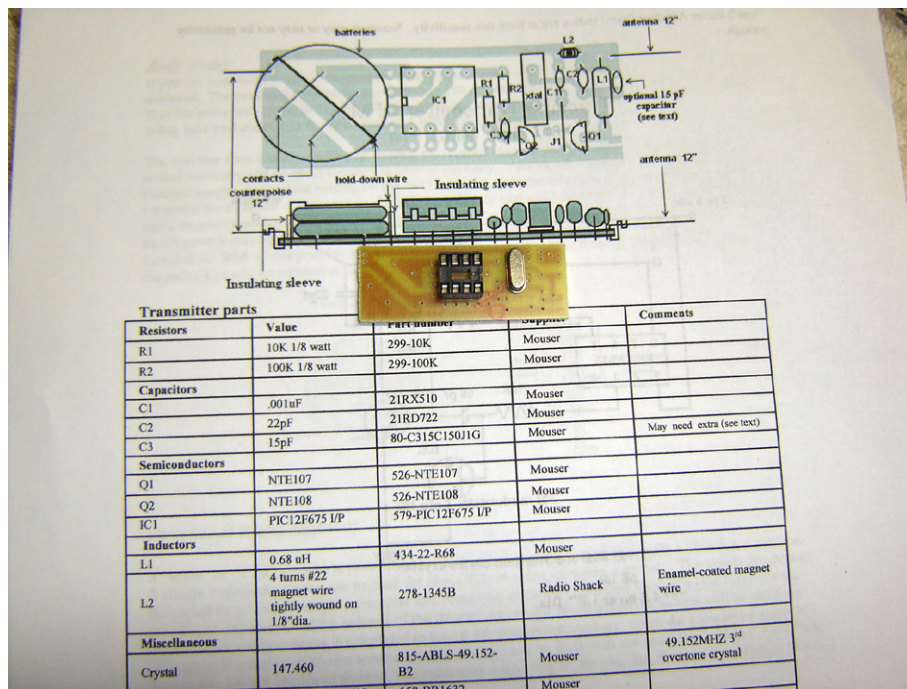 antenna 12"
batteries
L2
R1
R2
xtal
C1
C2
L1
IC1
optional 15 pF
capacitor
(see text)
C3
Q2
J1
Q1
contacts
hold-down wire
antenna 12"
counterpoise
12"
Insulating sleeve
Insulating sleeve
Transmitter parts
Resistors Value Part number Supplier Comments
R1 10K 1/8 watt 299-10K Mouser
R2 100K 1/8 watt 299-100K Mouser
Capacitors
C1 .001uF 21RX510 Mouser
C2 22pF 21RD722 Mouser
C3 15pF 80-C315C150J1G Mouser May need extra (see text)
Semiconductors
Q1 NTE107 526-NTE107 Mouser
Q2 NTE108 526-NTE108 Mouser
IC1 PIC12F675 I/P 579-PIC12F675 I/P Mouser
Inductors
L1 0.68 uH 434-22-R68 Mouser
L2 4 turns #22 278-1345B Radio Shack Enamel-coated magnet
magnet wire wire
tightly wound on
1/8"dia.
Miscellaneous
Crystal 147.460 815-ABLS-49.152- Mouser 49.152MHZ 3rd
B2 overtone crystal
Mouser